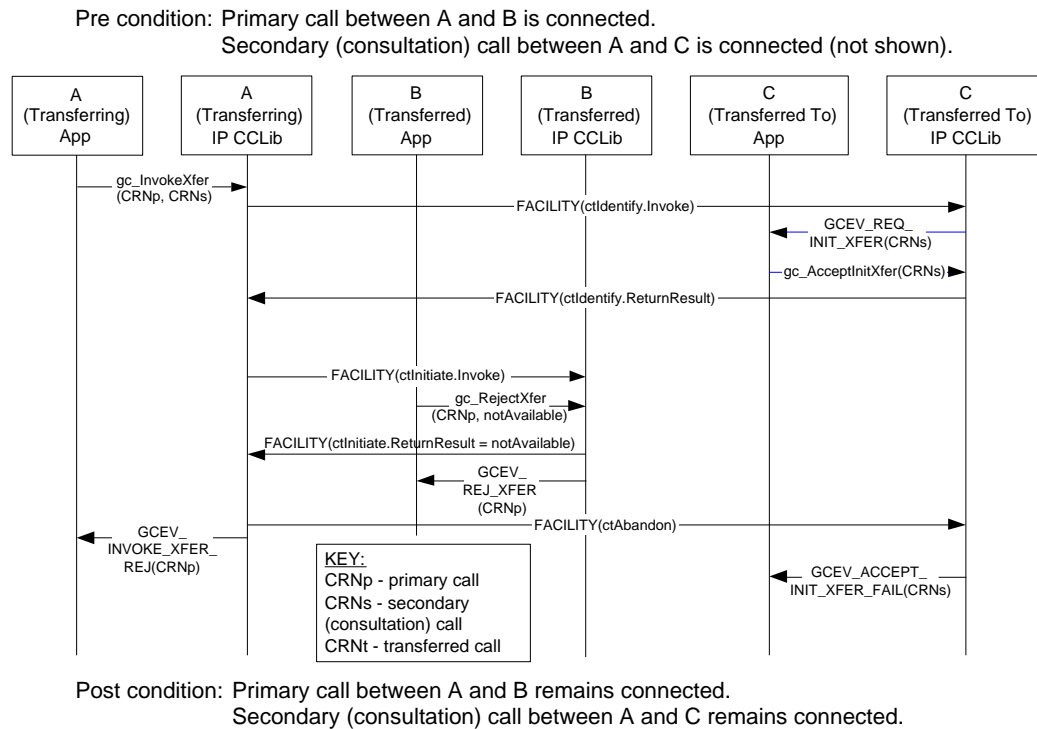 Pre condition: Primary call between A and B is connected.
Secondary (consultation) call between A and C is connected (not shown).
A
(Transferring)
App
A
(Transferring)
IP CCLib
B
(Transferred)
App
B
(Transferred)
IP CCLib
C
(Transferred To)
App
C
(Transferred To)
IP CCLib
gc_InvokeXfer
(CRNp, CRNs)
FACILITY(ctIdentify.Invoke)
GCEV_REQ_
INIT_XFER(CRNs)
gc_AcceptInitXfer(CRNs)
FACILITY(ctIdentify.ReturnResult)
FACILITY(ctInitiate.Invoke)
gc_RejectXfer
(CRNp, notAvailable)
FACILITY(ctInitiate.ReturnResult = notAvailable)
GCEV_
REJ_XFER
(CRNp)
FACILITY(ctAbandon)
GCEV_
INVOKE_XFER_
REJ(CRNp)
GCEV_ACCEPT_
INIT_XFER_FAIL(CRNs)
KEY:
CRNp - primary call
CRNs - secondary
(consultation) call
CRNt - transferred call
Post condition: Primary call between A and B remains connected.
Secondary (consultation) call between A and C remains connected.